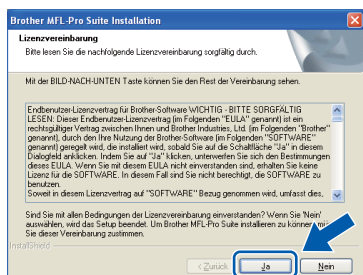 Brother MFL-Pro Suite Installation
Lizenzvereinbarung
Bitte lesen Sie die nachfolgende Lizenzvereinbarung sorgfältig durch.
Mit der BILD-NACH-UNTEN Taste können Sie den Rest der Vereinbarung sehen.
Endbenutzer-Lizenzvertrag für Brother-Software WICHTIG - BITTE SORGFÄLTIG
LESEN: Dieser Endbenutzer-Lizenzvertrag (im Folgenden "EULA" genannt) ist ein
rechtsgültiger Vertrag zwischen Ihnen und Brother Industries, Ltd. (im Folgenden "Brother"
genannt), durch den Ihre Nutzung der Brother-Software (im Folgenden "SOFTWARE"
genannt) geregelt wird, die installiert wird, sobald Sie auf die Schaltfläche "Ja" in diesem
Dialogfeld anklicken. Indem Sie auf "Ja" klicken, unterwerfen Sie sich den Bestimmungen
dieses EULA. Wenn Sie mit diesem EULA nicht einverstanden sind, erhalten Sie keine
Lizenz für die SOFTWARE. In diesem Fall sind Sie nicht berechtigt, die SOFTWARE zu
benutzen.
Soweit in diesem Lizenzvertrag auf "SOFTWARE" Bezug genommen wird, umfasst dies,
Sind Sie mit allen Bedingungen der Lizenzvereinbarung einverstanden? Wenn Sie 'Nein'
auswählen, wird das Setup beendet. Um Brother MFL-Pro Suite installieren zu können,
Sie dieser Vereinbarung zustimmen.
InstallShield
< Zurück
Ja
Nein